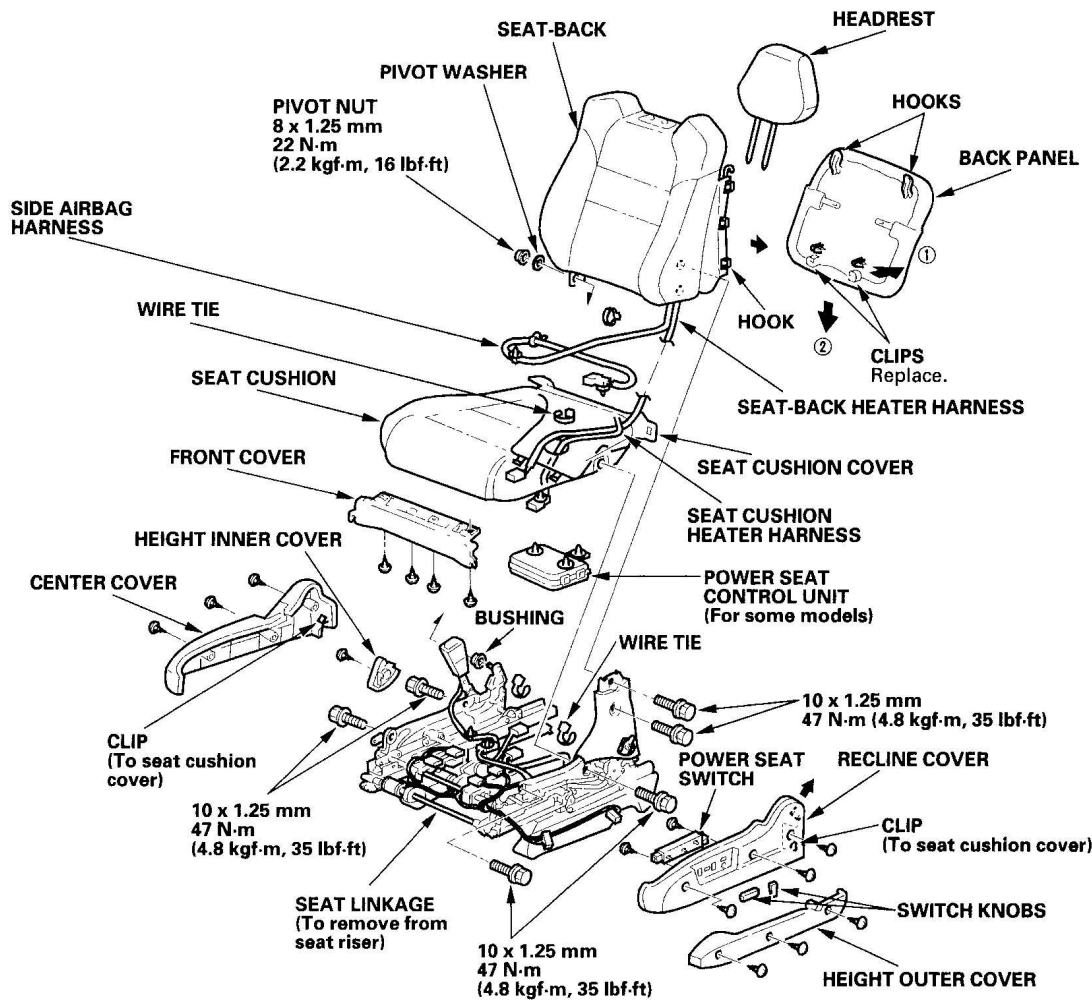 SEAT-BACK
HEADREST
PIVOT WASHER
HOOKS
PIVOT NUT
8 x 1.25 mm
22 N·m
(2.2 kgf·m, 16 lbf·ft)
BACK PANEL
SIDE AIRBAG
HARNESS
①
WIRE TIE
HOOK
②
CLIPS
Replace.
SEAT CUSHION
SEAT-BACK HEATER HARNESS
FRONT COVER
SEAT CUSHION COVER
SEAT CUSHION
HEATER HARNESS
HEIGHT INNER COVER
CENTER COVER
POWER SEAT
CONTROL UNIT
(For some models)
BUSHING
WIRE TIE
10 x 1.25 mm
47 N·m (4.8 kgf·m, 35 lbf·ft)
CLIP
(To seat cushion
cover)
POWER SEAT
SWITCH
RECLINE COVER
10 x 1.25 mm
47 N·m
(4.8 kgf·m, 35 lbf·ft)
CLIP
(To seat cushion cover)
SEAT LINKAGE
(To remove from
seat riser)
SWITCH KNOBS
10 x 1.25 mm
47 N·m
(4.8 kgf·m, 35 lbf·ft)
HEIGHT OUTER COVER